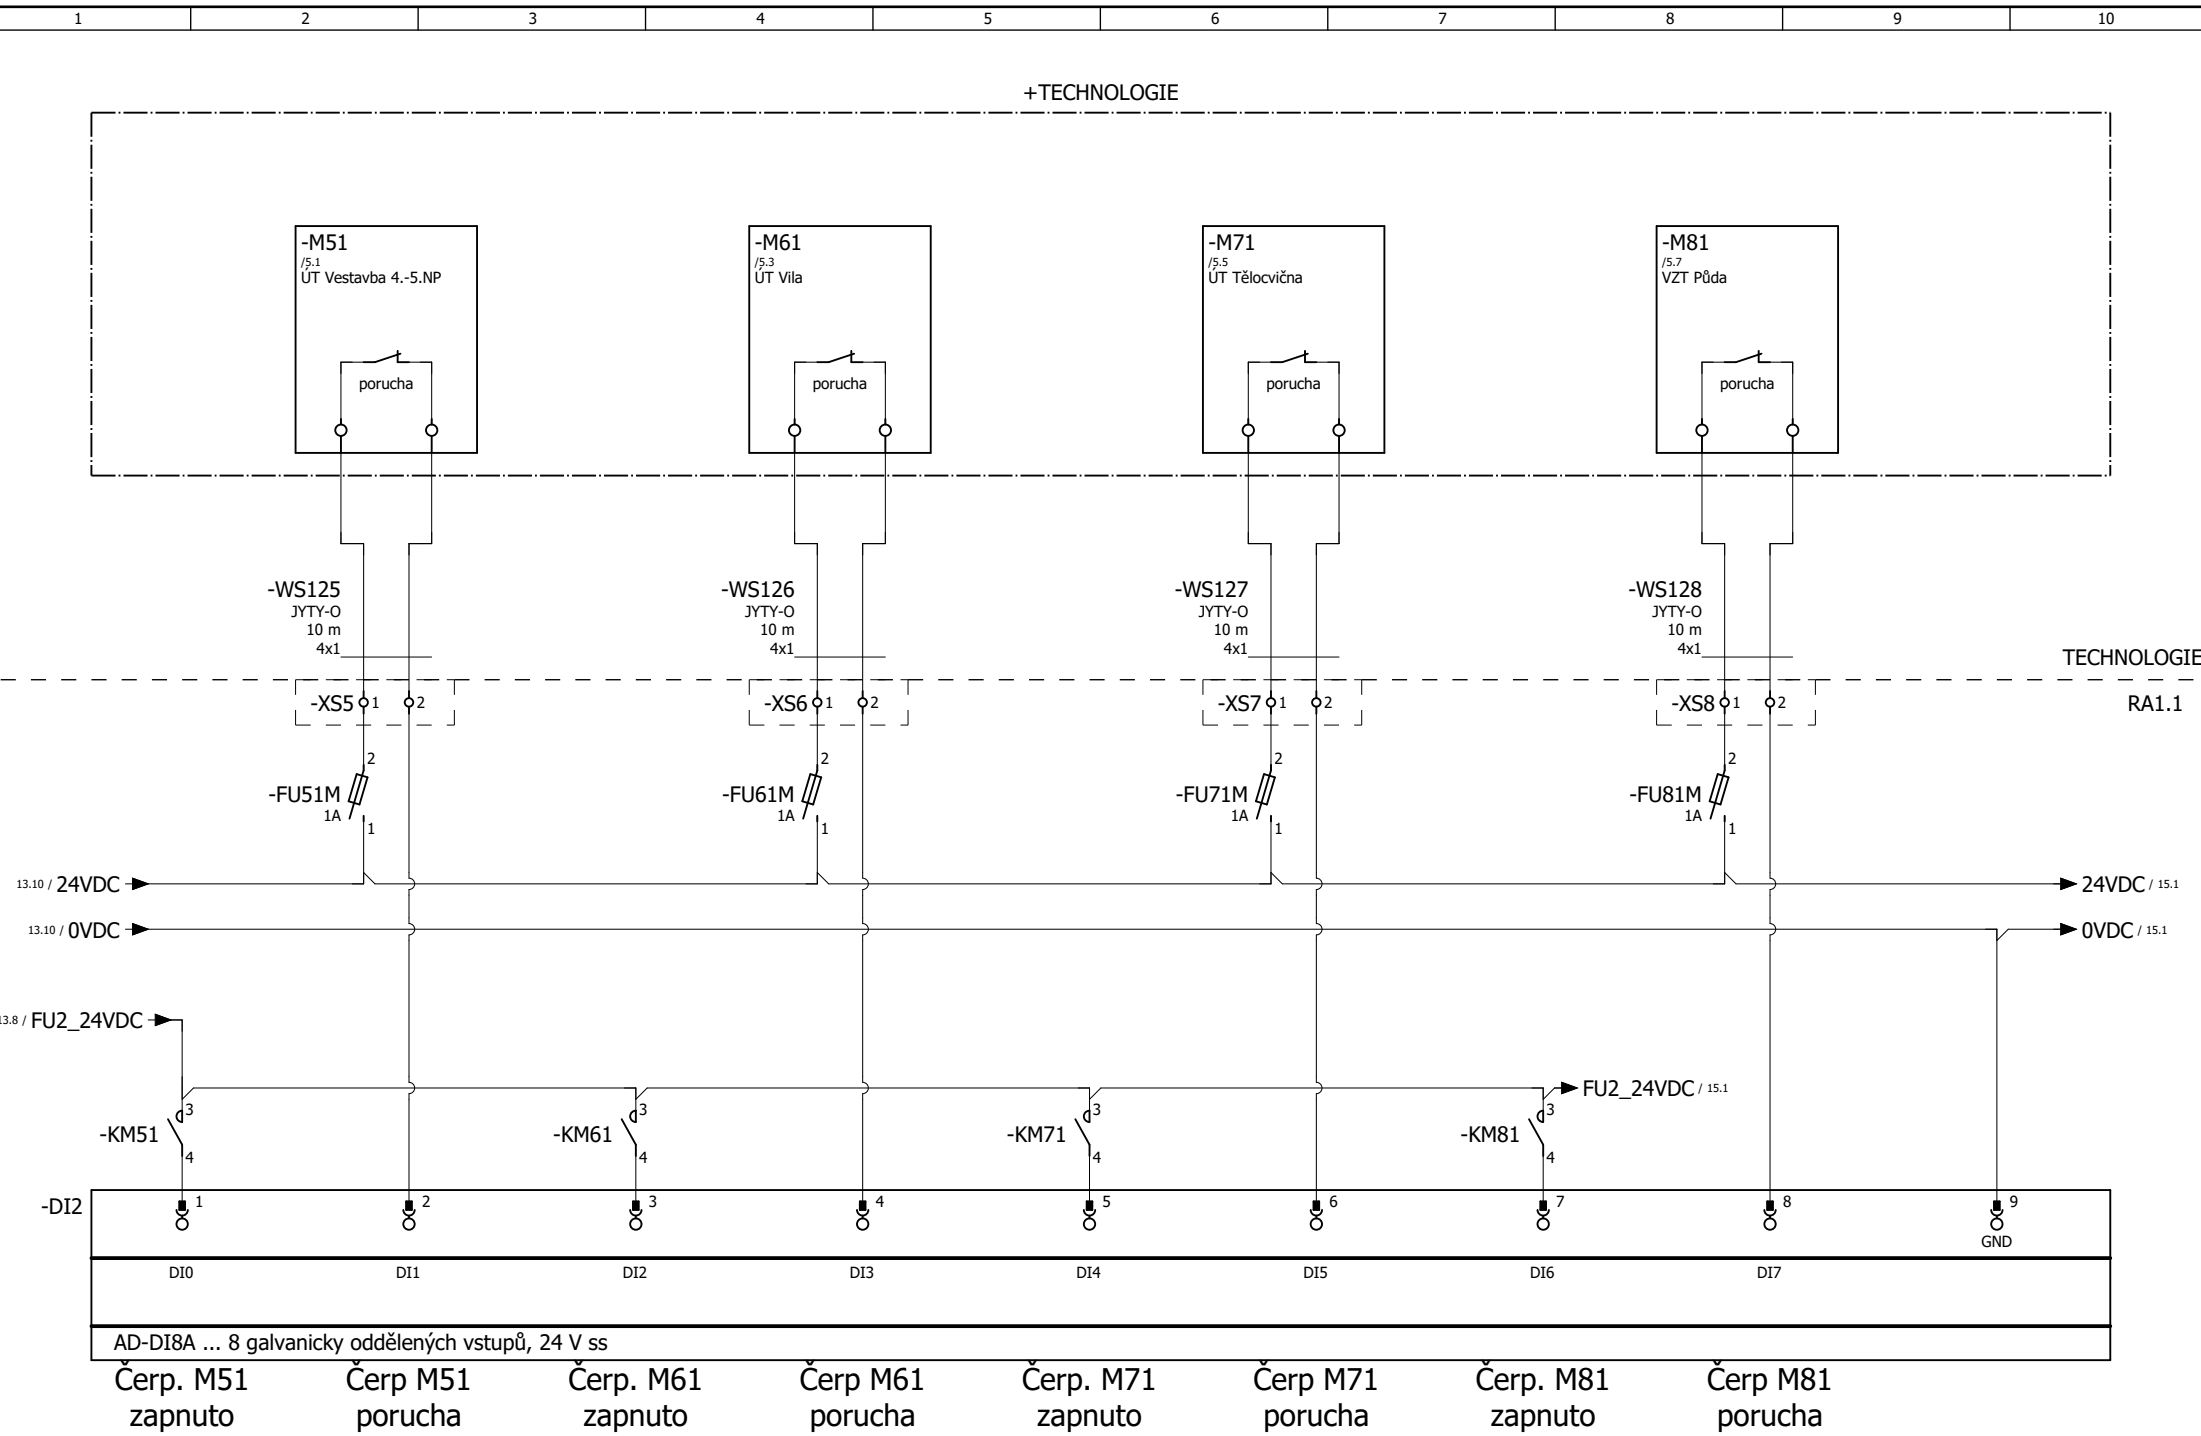 1 2 3 4 5 6 7 8 9 10
+TECHNOLOGIE
-M51 -M61 -M71 -M81
/5.1 /5.3 /5.5 /5.7
ÚT Vestavba 4.-5.NP ÚT Vila ÚT Tělocvična VZT Půda
porucha porucha porucha porucha
-WS125 -WS126 -WS127 -WS128
JYTY-O JYTY-O JYTY-O JYTY-O
10 m 10 m 10 m 10 m
4x1 4x1 4x1 4x1
TECHNOLOGIE
-XS5 1 2 -XS6 1 2 -XS7 1 2 -XS8 1 2 RA1.1
2 2 2 2
-FU51M -FU61M -FU71M -FU81M
1A 1A 1A 1A
1 1 1 1
13.10 / 24VDC 24VDC / 15.1
13.10 / 0VDC 0VDC / 15.1
13.8 / FU2_24VDC
FU2_24VDC / 15.1
3 3 3 3
-KM51 -KM61 -KM71 -KM81
4 4 4 4
-DI2 1 2 3 4 5 6 7 8 9
GND
DI0 DI1 DI2 DI3 DI4 DI5 DI6 DI7
AD-DI8A ... 8 galvanicky oddělených vstupů, 24 V ss
Čerp. M51 Čerp M51 Čerp. M61 Čerp M61 Čerp. M71 Čerp M71 Čerp. M81 Čerp M81
zapnuto porucha zapnuto porucha zapnuto porucha zapnuto porucha